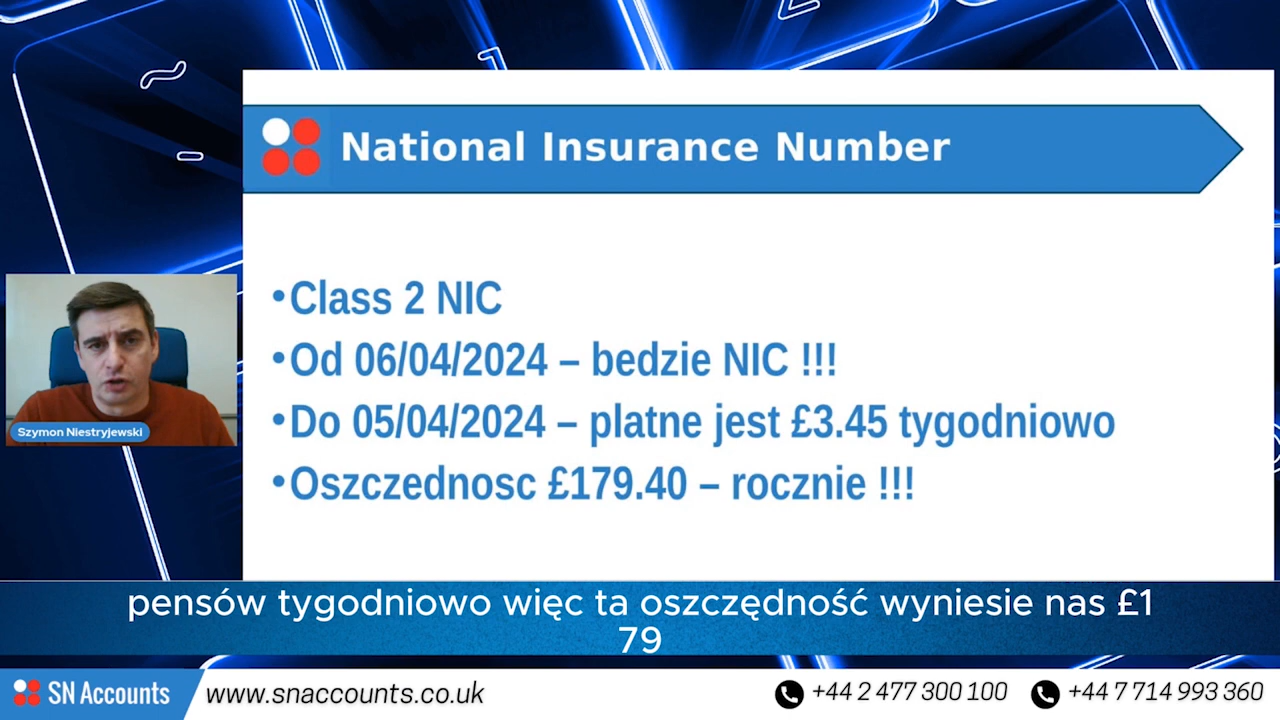 National Insurance Number
•Class 2 NIC
•Od 06/04/2024 – bedzie NIC !!!
•Do 05/04/2024 – platne jest £3.45 tygodniowo
•Oszczednosc £179.40 – rocznie !!!
Szymon Niestryjewski
pensów tygodniowo więc ta oszczędność wyniesie nas £1
79
SN Accounts www.snaccounts.co.uk +44 2 477 300 100 +44 7 714 993 360